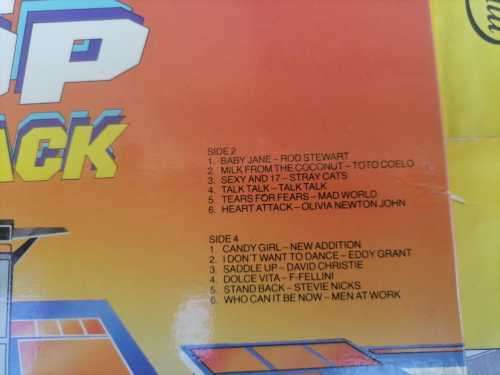 SP
ACK
SIDE 2
1. BABY JANE – ROD STEWART
2. MILK FROM THE COCONUT – TOTO COELO
3. SEXY AND 17 – STRAY CATS
4. TALK TALK – TALK TALK
5. TEARS FOR FEARS – MAD WORLD
6. HEART ATTACK – OLIVIA NEWTON JOHN
SIDE 4
1. CANDY GIRL – NEW ADDITION
2. I DON'T WANT TO DANCE – EDDY GRANT
3. SADDLE UP – DAVID CHRISTIE
4. DOLCE VITA – F-FELLINI
5. STAND BACK – STEVIE NICKS
6. WHO CAN IT BE NOW – MEN AT WORK